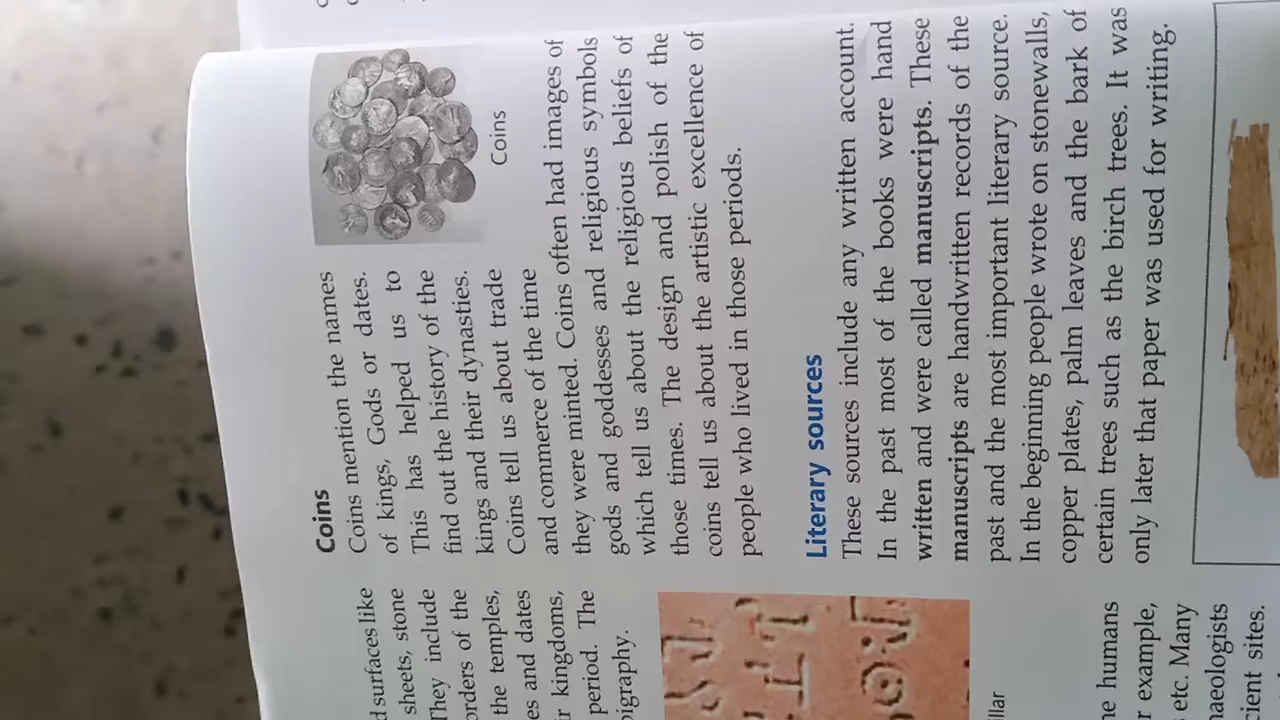 d surfaces like
sheets, stone
They include
orders of the
the temples,
es and dates
r kingdoms,
period. The
pigraphy.
illar
ne humans
r example,
etc. Many
haeologists
cient sites.
Coins
Coins mention the names
of kings, Gods or dates.
This has helped us to
find out the history of the
kings and their dynasties.
Coins tell us about trade
and commerce of the time
they were minted. Coins often had images of
gods and goddesses and religious symbols
which tell us about the religious beliefs of
those times. The design and polish of the
coins tell us about the artistic excellence of
people who lived in those periods.
Coins
Literary sources
These sources include any written account.
In the past most of the books were hand
written and were called manuscripts. These
manuscripts are handwritten records of the
past and the most important literary source.
In the beginning people wrote on stonewalls,
copper plates, palm leaves and the bark of
certain trees such as the birch trees. It was
only later that paper was used for writing.